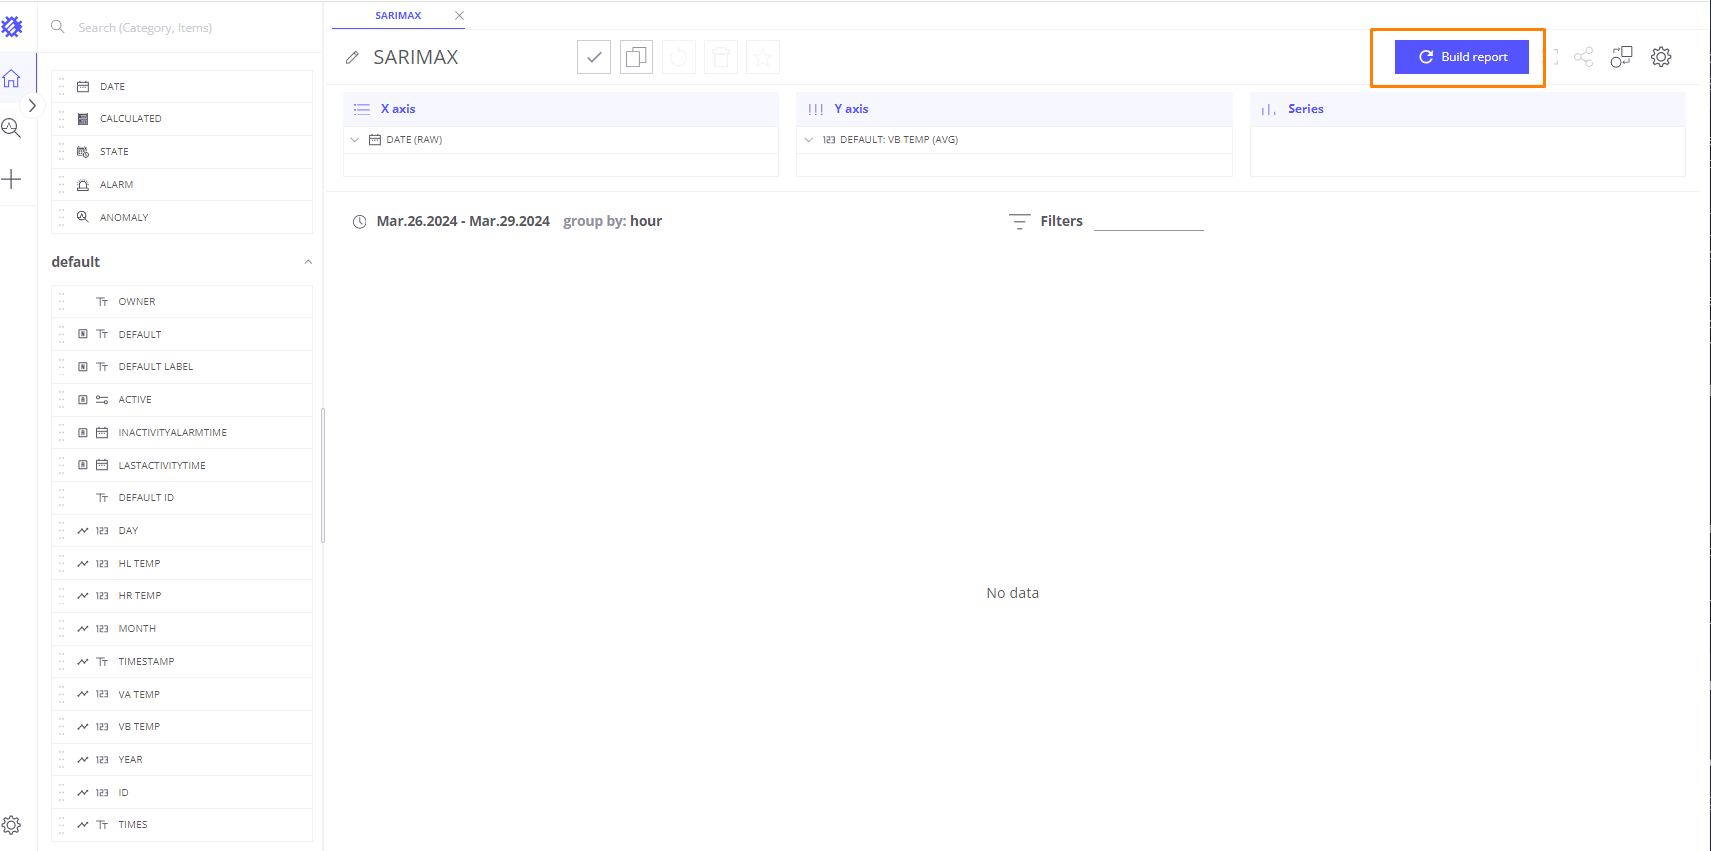 Search (Category, Items)
DATE
CALCULATED
STATE
ALARM
ANOMALY
default
OWNER
DEFAULT
DEFAULT LABEL
ACTIVE
INACTIVITYALARMTIME
LASTACTIVITYTIME
DEFAULT ID
123 DAY
123 HL TEMP
123 HR TEMP
123 MONTH
TIMESTAMP
123 VA TEMP
123 VB TEMP
123 YEAR
123 ID
TIMES
SARIMAX
SARIMAX
Build report
X axis
DATE (RAW)
Y axis
123 DEFAULT: VB TEMP (AVG)
Series
Mar.26.2024 - Mar.29.2024 group by: hour
Filters
No data